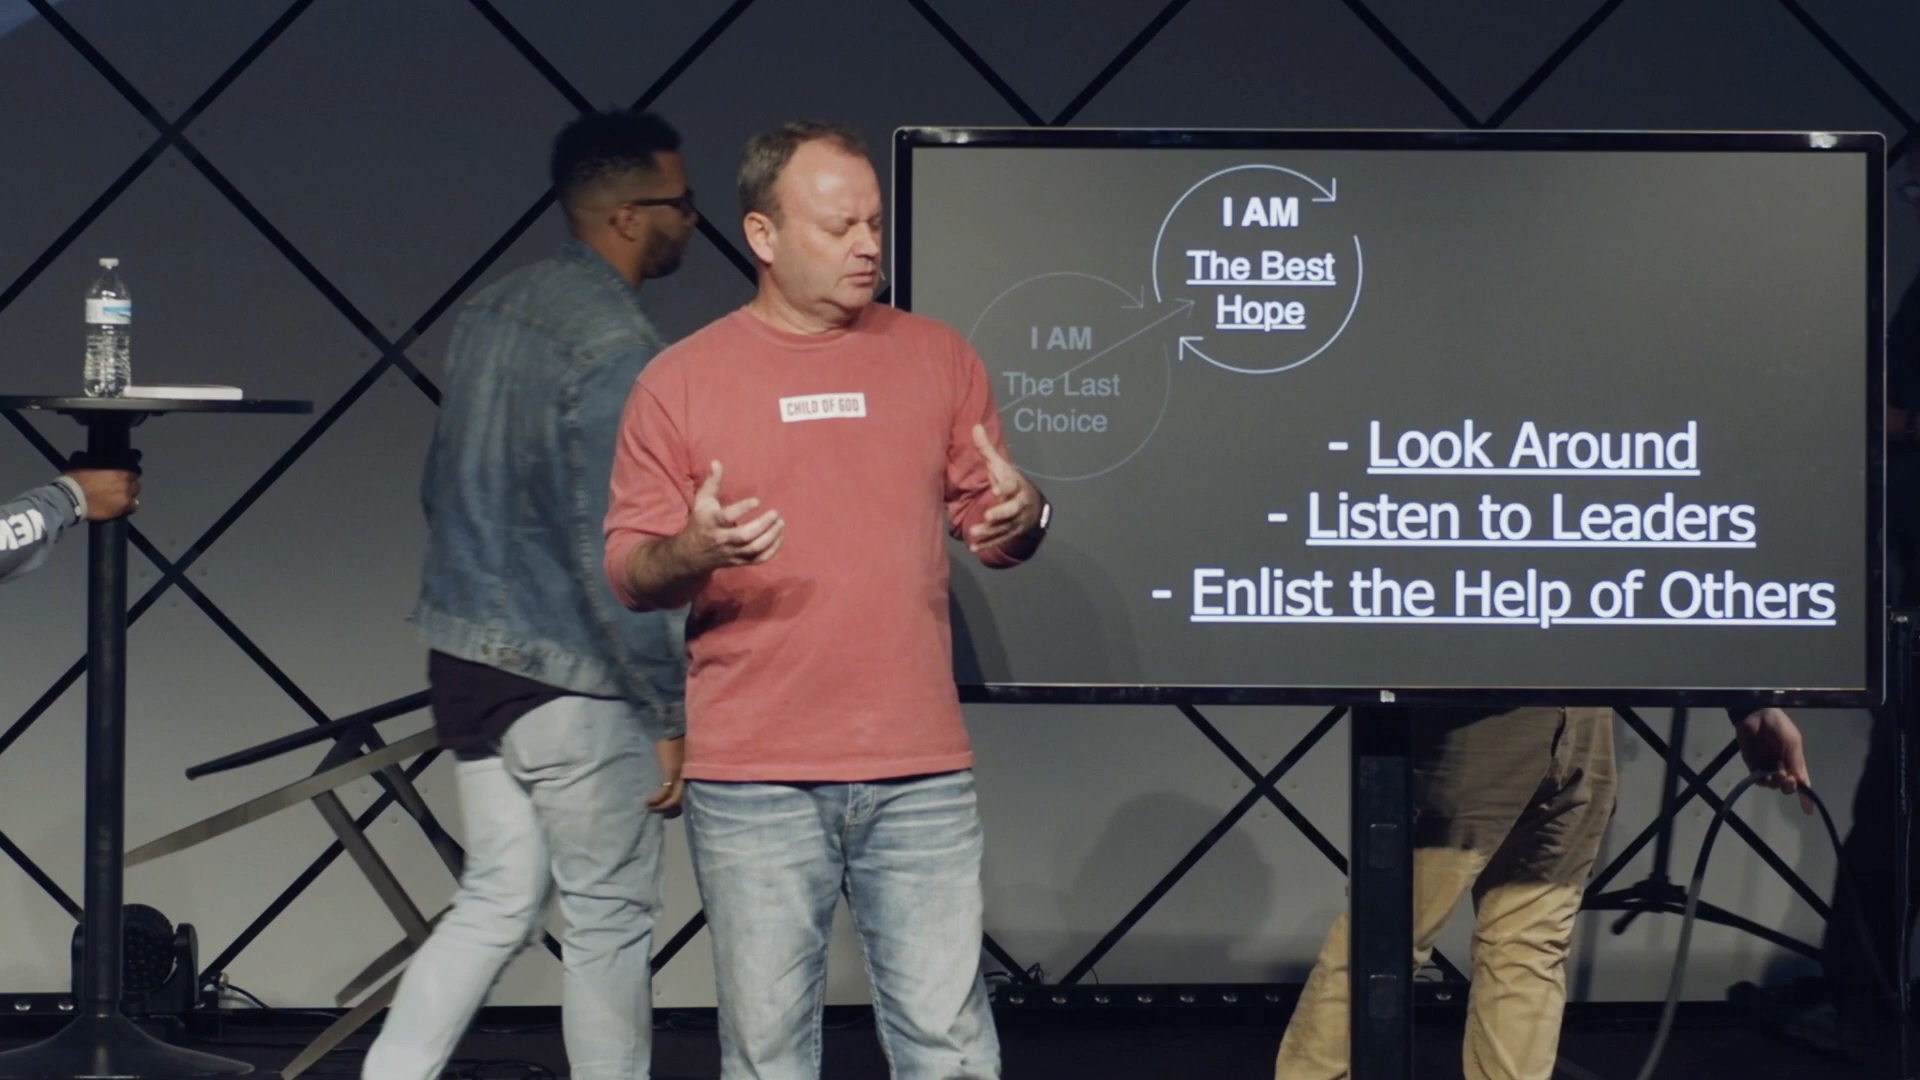 I AM
The Best
Hope
I AM
The Last
Choice
- Look Around
- Listen to Leaders
- Enlist the Help of Others
CHILD OF GOD